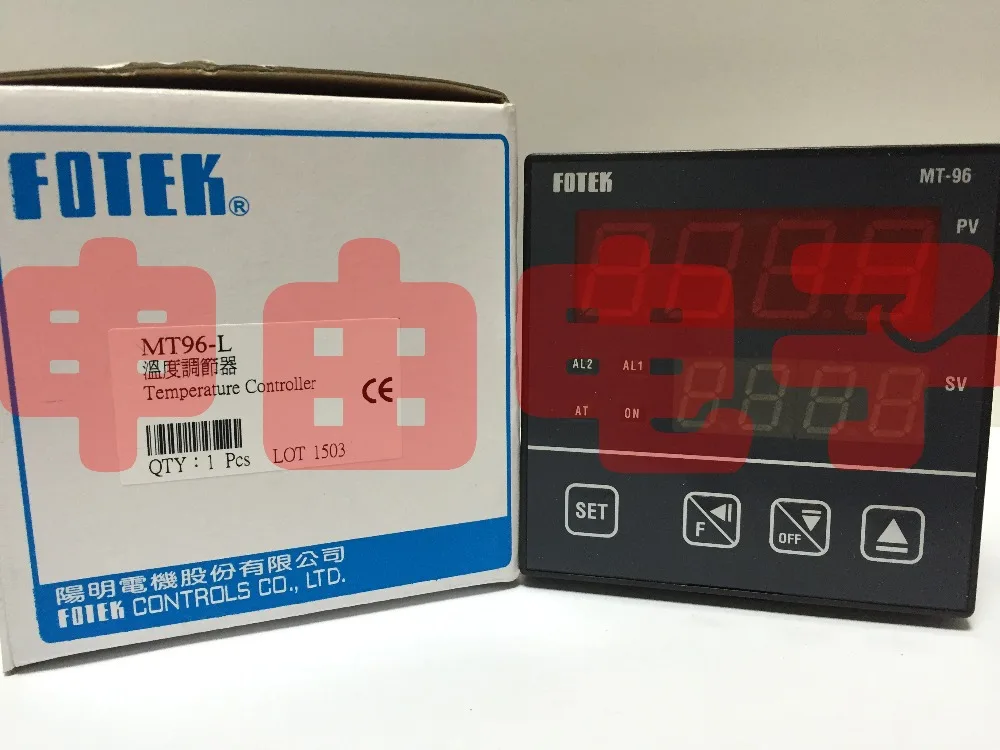 FOTEK®
MT96-L
溫度調節器
Temperature Controller
CE
QTY：1 Pcs LOT 1503
陽明電機股份有限公司
FOTEK CONTROLS CO., LTD.
FOTEK MT-96
PV
AL2 AL1
SV
AT ON
SET
F
OFF
申由电子